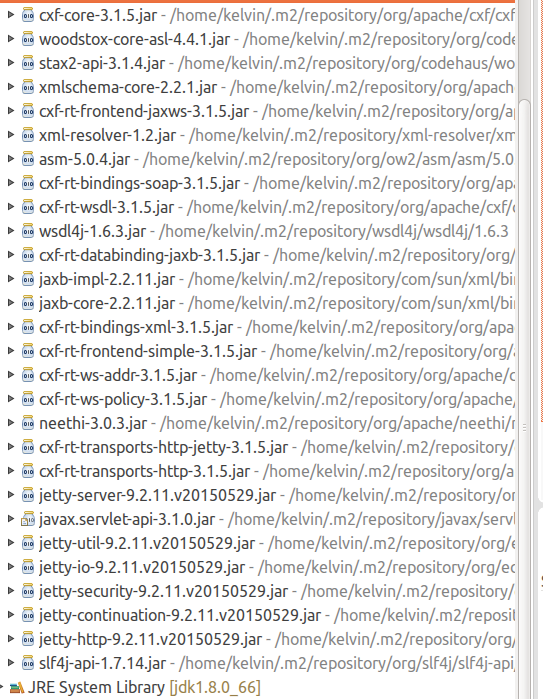 cxf-core-3.1.5.jar - /home/kelvin/.m2/repository/org/apache/cxf/cxf
woodstox-core-asl-4.4.1.jar - /home/kelvin/.m2/repository/org/code
stax2-api-3.1.4.jar - /home/kelvin/.m2/repository/org/codehaus/wo
xmlschema-core-2.2.1.jar - /home/kelvin/.m2/repository/org/apach
cxf-rt-frontend-jaxws-3.1.5.jar - /home/kelvin/.m2/repository/org/a
xml-resolver-1.2.jar - /home/kelvin/.m2/repository/xml-resolver/xm
asm-5.0.4.jar - /home/kelvin/.m2/repository/org/ow2/asm/asm/5.0
cxf-rt-bindings-soap-3.1.5.jar - /home/kelvin/.m2/repository/org/apa
cxf-rt-wsdl-3.1.5.jar - /home/kelvin/.m2/repository/org/apache/cxf/
wsdl4j-1.6.3.jar - /home/kelvin/.m2/repository/wsdl4j/wsdl4j/1.6.3
cxf-rt-databinding-jaxb-3.1.5.jar - /home/kelvin/.m2/repository/org/
jaxb-impl-2.2.11.jar - /home/kelvin/.m2/repository/com/sun/xml/bi
jaxb-core-2.2.11.jar - /home/kelvin/.m2/repository/com/sun/xml/bi
cxf-rt-bindings-xml-3.1.5.jar - /home/kelvin/.m2/repository/org/apa
cxf-rt-frontend-simple-3.1.5.jar - /home/kelvin/.m2/repository/org/
cxf-rt-ws-addr-3.1.5.jar - /home/kelvin/.m2/repository/org/apache/c
cxf-rt-ws-policy-3.1.5.jar - /home/kelvin/.m2/repository/org/apache/
neethi-3.0.3.jar - /home/kelvin/.m2/repository/org/apache/neethi/
cxf-rt-transports-http-jetty-3.1.5.jar - /home/kelvin/.m2/repository/
cxf-rt-transports-http-3.1.5.jar - /home/kelvin/.m2/repository/org/a
jetty-server-9.2.11.v20150529.jar - /home/kelvin/.m2/repository/or
javax.servlet-api-3.1.0.jar - /home/kelvin/.m2/repository/javax/servl
jetty-util-9.2.11.v20150529.jar - /home/kelvin/.m2/repository/org/e
jetty-io-9.2.11.v20150529.jar - /home/kelvin/.m2/repository/org/ec
jetty-security-9.2.11.v20150529.jar - /home/kelvin/.m2/repository/
jetty-continuation-9.2.11.v20150529.jar - /home/kelvin/.m2/reposit
jetty-http-9.2.11.v20150529.jar - /home/kelvin/.m2/repository/org/
slf4j-api-1.7.14.jar - /home/kelvin/.m2/repository/org/slf4j/slf4j-api
JRE System Library [jdk1.8.0_66]